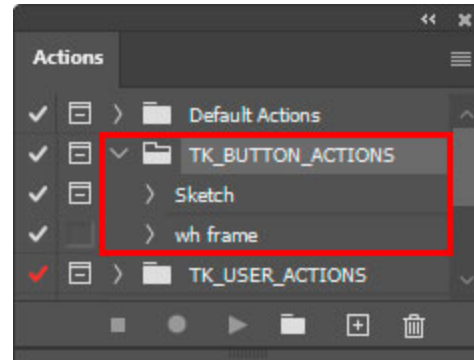 Actions
Default Actions
TK_BUTTON_ACTIONS
Sketch
wh frame
TK_USER_ACTIONS